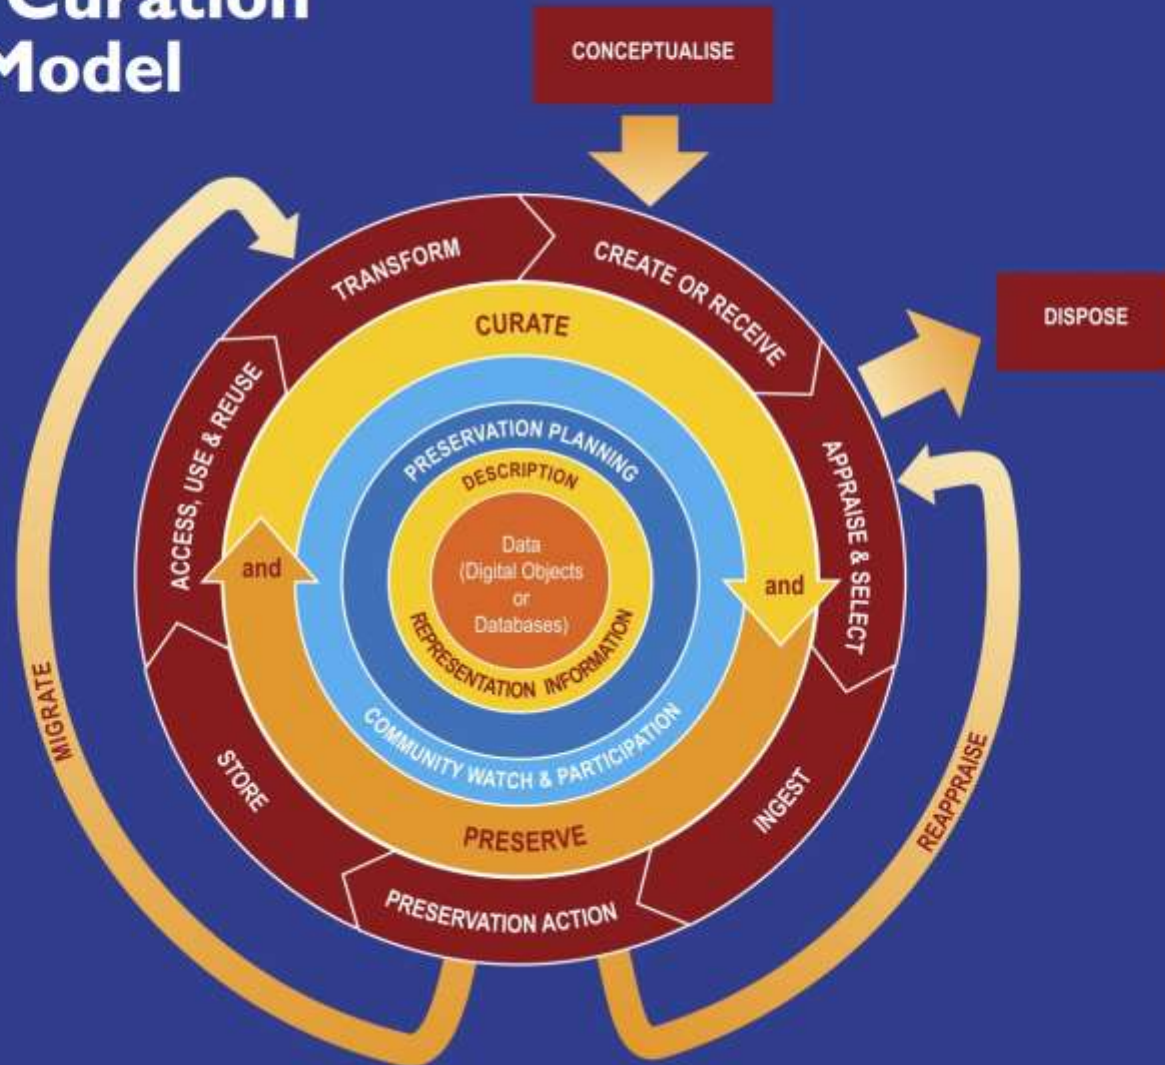 Curation
Model
CONCEPTUALISE
DISPOSE
TRANSFORM
CREATE OR RECEIVE
APPRAISE & SELECT
INGEST
PRESERVATION ACTION
STORE
ACCESS, USE & REUSE
CURATE
and
PRESERVE
and
PRESERVATION PLANNING
COMMUNITY WATCH & PARTICIPATION
DESCRIPTION
REPRESENTATION INFORMATION
Data
(Digital Objects
or
Databases)
MIGRATE
REAPPRAISE